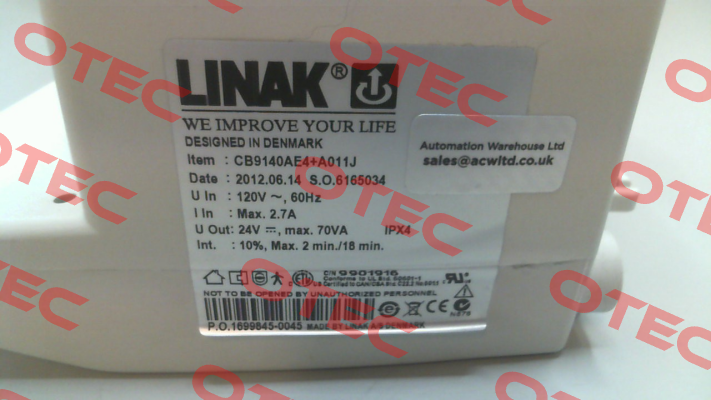 LINAK®
WE IMPROVE YOUR LIFE
DESIGNED IN DENMARK
Item : CB9140AE4+A011J
Date : 2012.06.14 S.O.6165034
U In : 120V ~, 60Hz
I In : Max. 2.7A
U Out: 24V ⎓, max. 70VA IPX4
Int. : 10%, Max. 2 min./18 min.
9901916
NOT TO BE OPENED BY UNAUTHORIZED PERSONNEL
P.O.1699845-0045 MADE BY LINAK A/S DENMARK
N875
Automation Warehouse Ltd
sales@acwltd.co.uk
OTEC
OTEC
OTEC
OTEC
OTEC
OTEC
OTEC
OTEC
OTEC